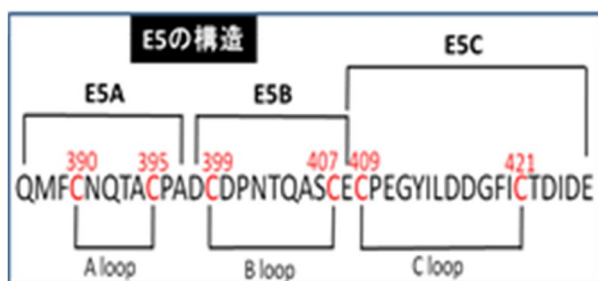 E5の構造
E5C
E5A E5B
390 395 399 407 409 421
QMFCNQTACPADCDPNTQASCECPEGYILDDGFICTDIDE
A loop B loop C loop